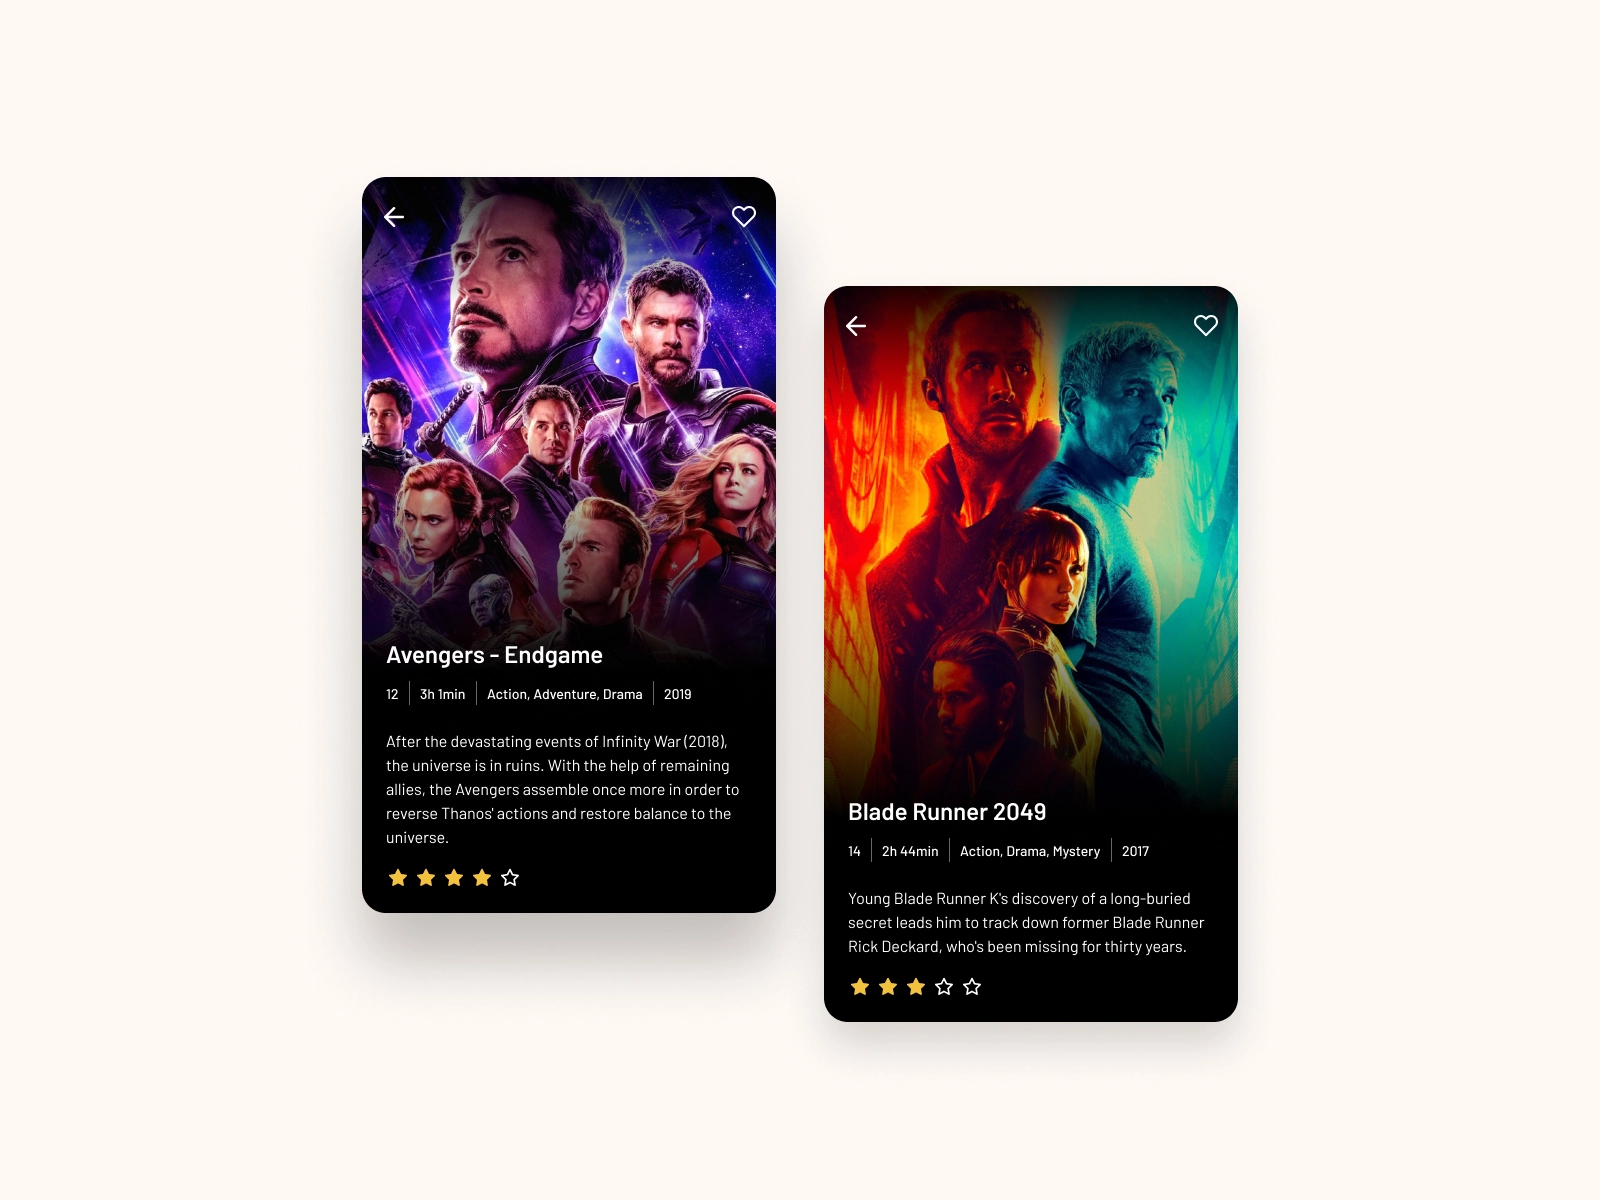 Avengers - Endgame
12 3h 1min Action, Adventure, Drama 2019
After the devastating events of Infinity War (2018),
the universe is in ruins. With the help of remaining
allies, the Avengers assemble once more in order to
reverse Thanos' actions and restore balance to the
universe.
Blade Runner 2049
14 2h 44min Action, Drama, Mystery 2017
Young Blade Runner K's discovery of a long-buried
secret leads him to track down former Blade Runner
Rick Deckard, who's been missing for thirty years.